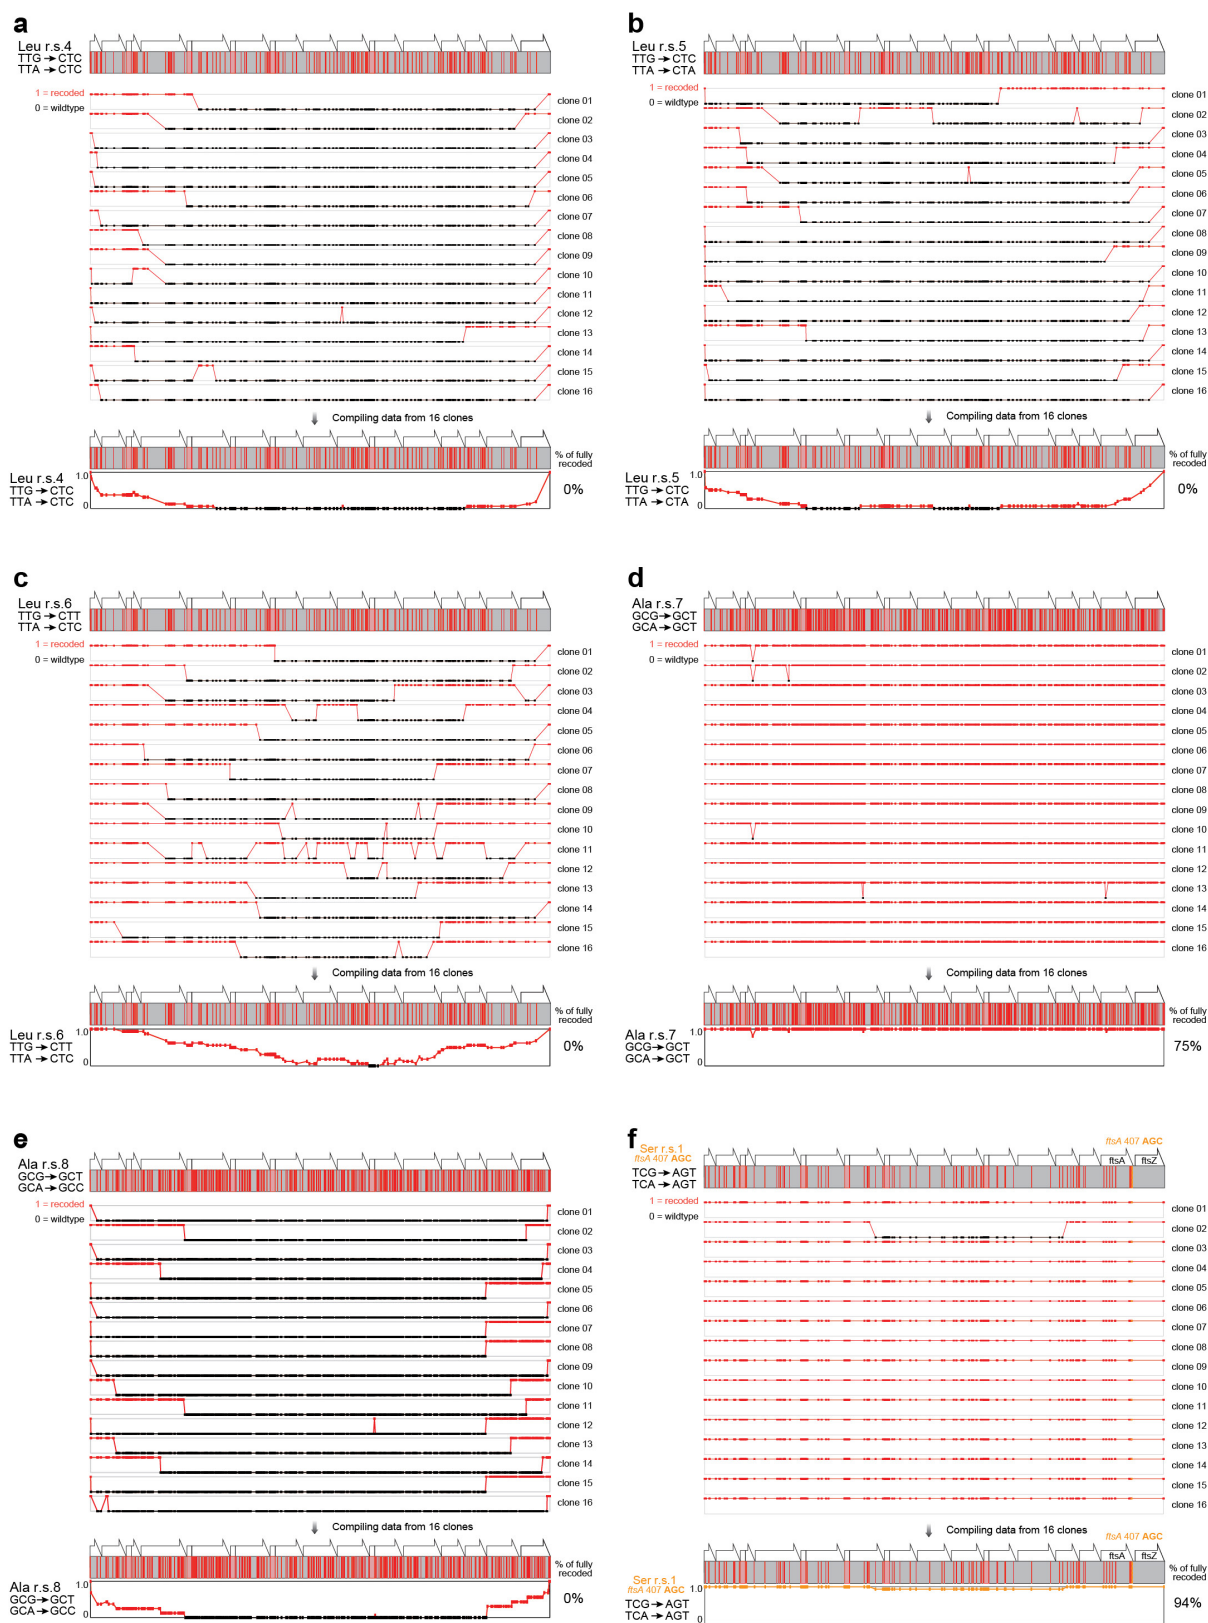 a
Leu r.s.4
TTG → CTC
TTA → CTC
1 = recoded
0 = wildtype
clone 01
clone 02
clone 03
clone 04
clone 05
clone 06
clone 07
clone 08
clone 09
clone 10
clone 11
clone 12
clone 13
clone 14
clone 15
clone 16
Compiling data from 16 clones
% of fully
recoded
1.0
Leu r.s.4
TTG → CTC
TTA → CTC
0
0%
b
Leu r.s.5
TTG → CTC
TTA → CTA
1 = recoded
0 = wildtype
clone 01
clone 02
clone 03
clone 04
clone 05
clone 06
clone 07
clone 08
clone 09
clone 10
clone 11
clone 12
clone 13
clone 14
clone 15
clone 16
Compiling data from 16 clones
% of fully
recoded
1.0
Leu r.s.5
TTG → CTC
TTA → CTA
0
0%
c
Leu r.s.6
TTG → CTT
TTA → CTC
1 = recoded
0 = wildtype
clone 01
clone 02
clone 03
clone 04
clone 05
clone 06
clone 07
clone 08
clone 09
clone 10
clone 11
clone 12
clone 13
clone 14
clone 15
clone 16
Compiling data from 16 clones
% of fully
recoded
1.0
Leu r.s.6
TTG → CTT
TTA → CTC
0
0%
d
Ala r.s.7
GCG → GCT
GCA → GCT
1 = recoded
0 = wildtype
clone 01
clone 02
clone 03
clone 04
clone 05
clone 06
clone 07
clone 08
clone 09
clone 10
clone 11
clone 12
clone 13
clone 14
clone 15
clone 16
Compiling data from 16 clones
% of fully
recoded
1.0
Ala r.s.7
GCG → GCT
GCA → GCT
0
75%
e
Ala r.s.8
GCG → GCT
GCA → GCC
1 = recoded
0 = wildtype
clone 01
clone 02
clone 03
clone 04
clone 05
clone 06
clone 07
clone 08
clone 09
clone 10
clone 11
clone 12
clone 13
clone 14
clone 15
clone 16
Compiling data from 16 clones
% of fully
recoded
1.0
Ala r.s.8
GCG → GCT
GCA → GCC
0
0%
f
Ser r.s.1
ftsA 407 AGC
TCG → AGT
TCA → AGT
ftsA 407 AGC
ftsA ftsZ
1 = recoded
0 = wildtype
clone 01
clone 02
clone 03
clone 04
clone 05
clone 06
clone 07
clone 08
clone 09
clone 10
clone 11
clone 12
clone 13
clone 14
clone 15
clone 16
Compiling data from 16 clones
ftsA 407 AGC
ftsA ftsZ
% of fully
recoded
Ser r.s.1
ftsA 407 AGC
1.0
TCG → AGT
TCA → AGT
0
94%